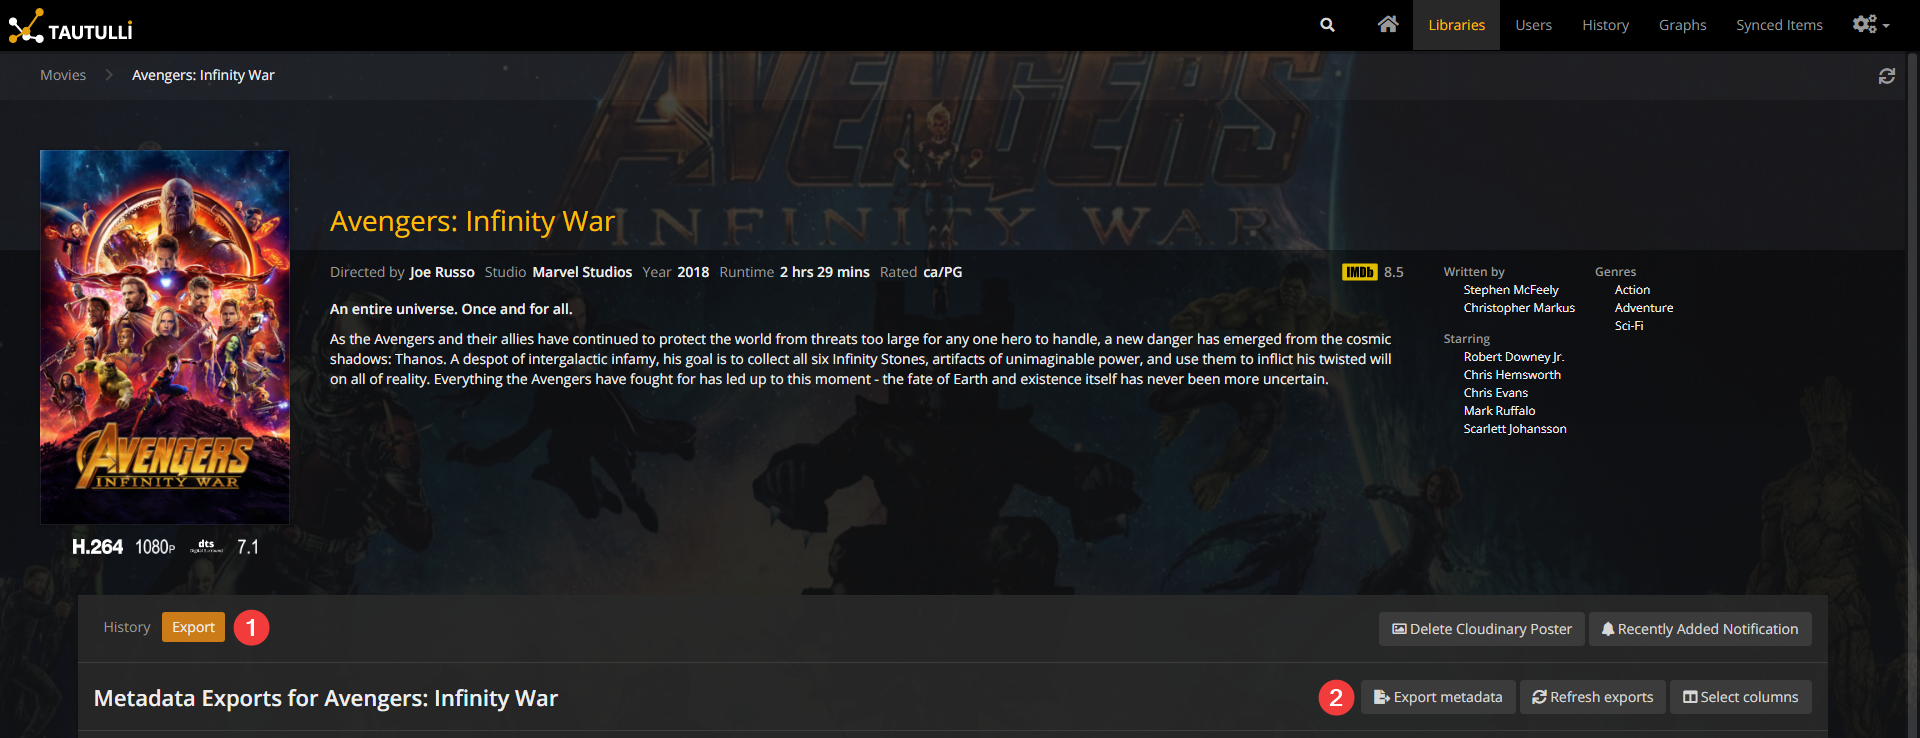 TAUTULLI
Libraries
Users
History
Graphs
Synced Items
Movies
Avengers: Infinity War
AVENGERS
INFINITY WAR
Avengers: Infinity War
Directed by Joe Russo Studio Marvel Studios Year 2018 Runtime 2 hrs 29 mins Rated ca/PG
IMDb 8.5
An entire universe. Once and for all.
As the Avengers and their allies have continued to protect the world from threats too large for any one hero to handle, a new danger has emerged from the cosmic
shadows: Thanos. A despot of intergalactic infamy, his goal is to collect all six Infinity Stones, artifacts of unimaginable power, and use them to inflict his twisted will
on all of reality. Everything the Avengers have fought for has led up to this moment - the fate of Earth and existence itself has never been more uncertain.
Written by
Stephen McFeely
Christopher Markus
Starring
Robert Downey Jr.
Chris Hemsworth
Chris Evans
Mark Ruffalo
Scarlett Johansson
Genres
Action
Adventure
Sci-Fi
AVENGERS
INFINITY WAR
H.264 1080P dts Digital Surround 7.1
History
Export
1
Delete Cloudinary Poster
Recently Added Notification
Metadata Exports for Avengers: Infinity War
2
Export metadata
Refresh exports
Select columns